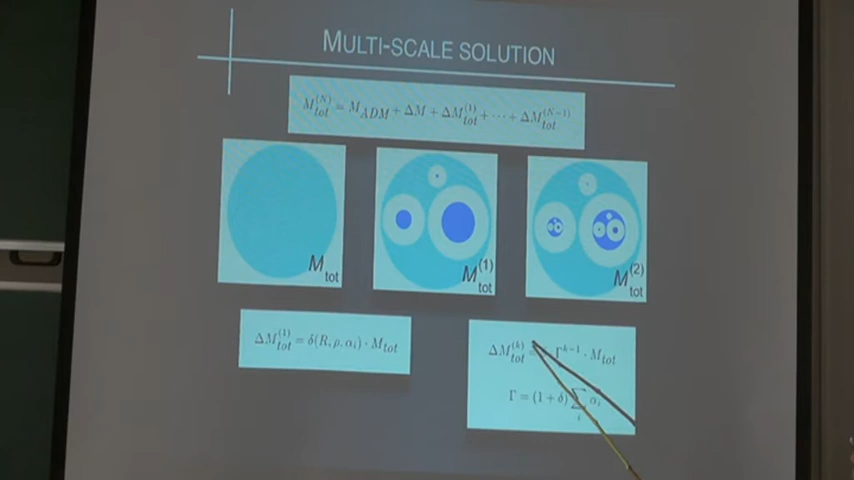 MULTI-SCALE SOLUTION
M_tot^(N) = M_ADM + ΔM + ΔM_tot^(1) + ⋯ + ΔM_tot^(N−1)
M_tot M_tot^(1) M_tot^(2)
ΔM_tot^(1) = δ(R, ρ, α_i) · M_tot
ΔM_tot^(k) = Γ^(k−1) · M_tot
Γ = (1 + δ) ∑_i α_i